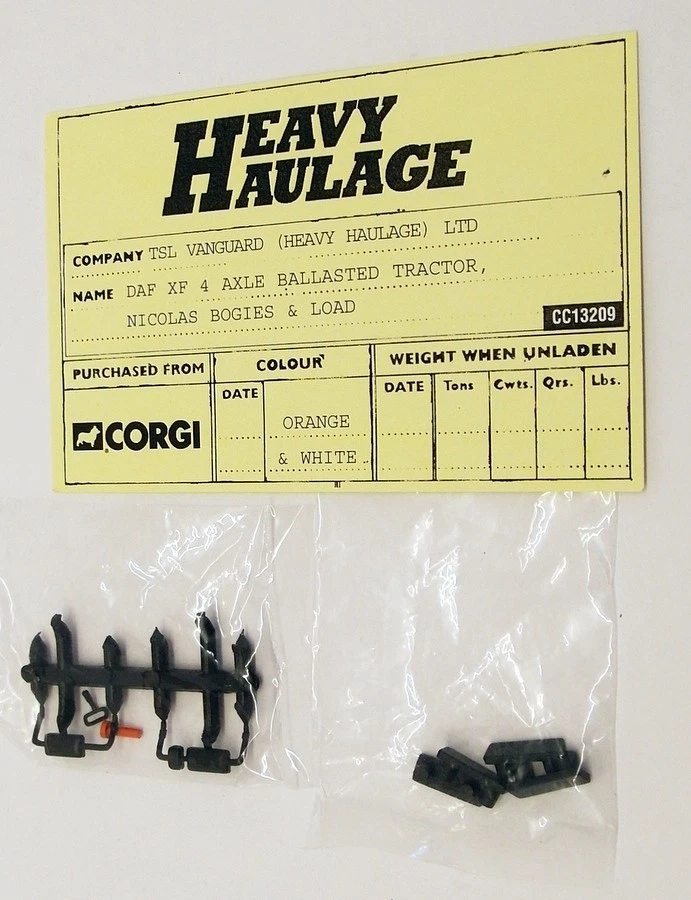 HEAVY
HAULAGE
COMPANY TSL VANGUARD (HEAVY HAULAGE) LTD
NAME DAF XF 4 AXLE BALLASTED TRACTOR,
NICOLAS BOGIES & LOAD
CC13209
PURCHASED FROM COLOUR WEIGHT WHEN UNLADEN
DATE DATE Tons Cwts. Qrs. Lbs.
CORGI ORANGE
& WHITE